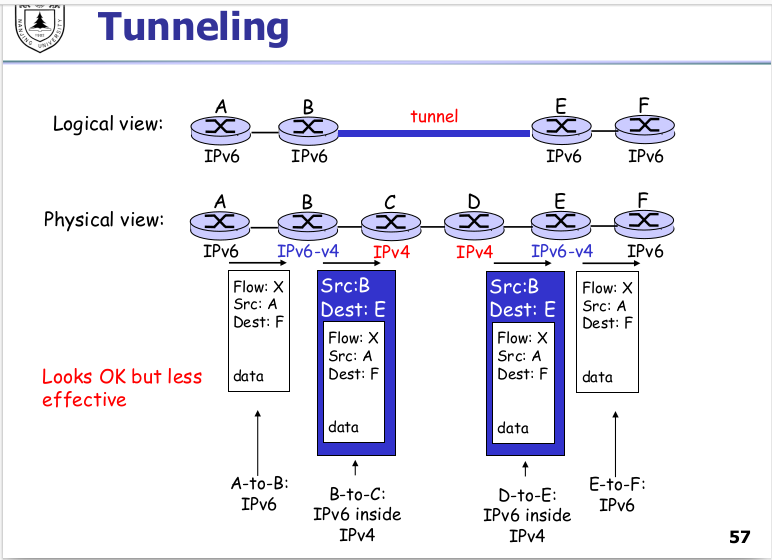 NANJING UNIVERSITY
Tunneling
Logical view:
A
B
tunnel
E
F
IPv6
IPv6
IPv6
IPv6
Physical view:
A
B
C
D
E
F
IPv6
IPv6-v4
IPv4
IPv4
IPv6-v4
IPv6
Flow: X
Src: A
Dest: F
data
Src:B
Dest: E
Flow: X
Src: A
Dest: F
data
Src:B
Dest: E
Flow: X
Src: A
Dest: F
data
Flow: X
Src: A
Dest: F
data
Looks OK but less
effective
A-to-B:
IPv6
B-to-C:
IPv6 inside
IPv4
D-to-E:
IPv6 inside
IPv4
E-to-F:
IPv6
57